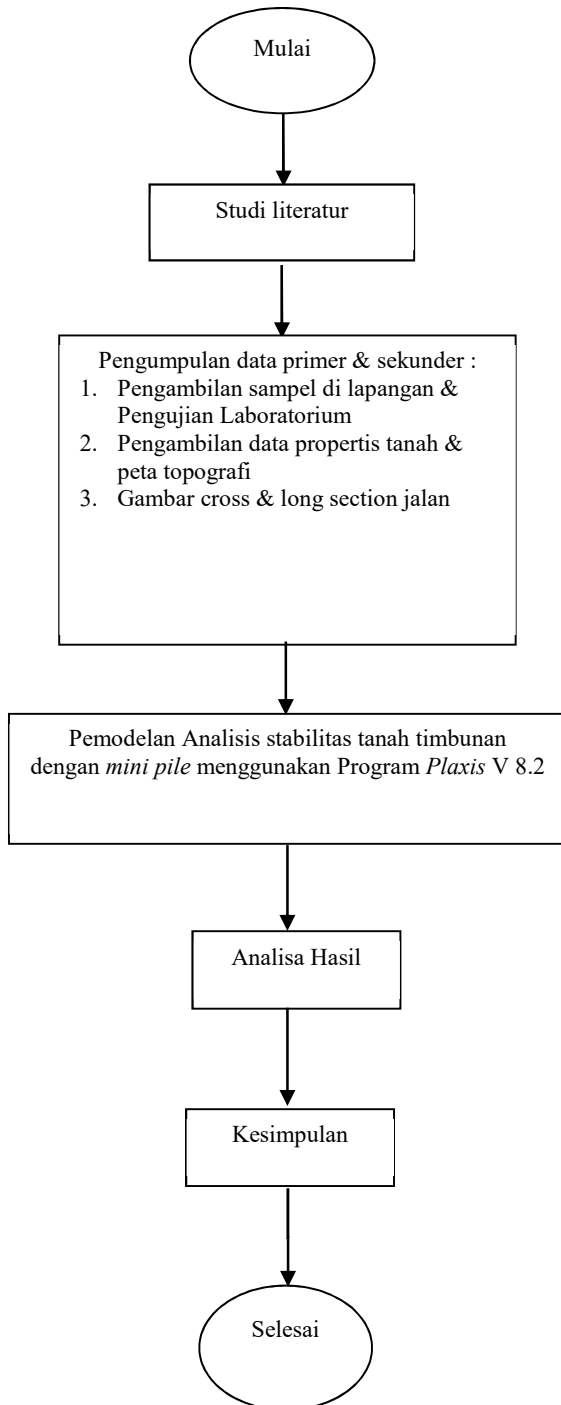 Mulai
Studi literatur
Pengumpulan data primer & sekunder :
1. Pengambilan sampel di lapangan &
Pengujian Laboratorium
2. Pengambilan data propertis tanah &
peta topografi
3. Gambar cross & long section jalan
Pemodelan Analisis stabilitas tanah timbunan
dengan mini pile menggunakan Program Plaxis V 8.2
Analisa Hasil
Kesimpulan
Selesai